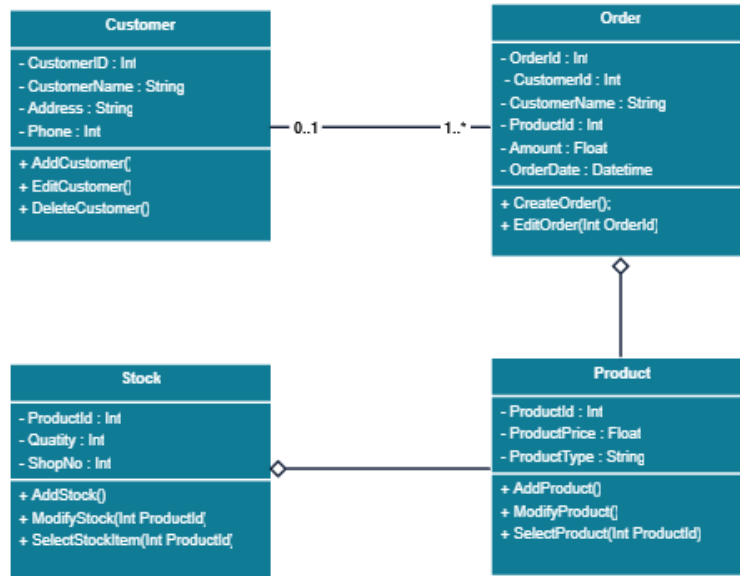 Customer
- CustomerID : Int
- CustomerName : String
- Address : String
- Phone : Int
+ AddCustomer()
+ EditCustomer()
+ DeleteCustomer()
0..1
1..*
Order
- OrderId : Int
- CustomerId : Int
- CustomerName : String
- ProductId : Int
- Amount : Float
- OrderDate : Datetime
+ CreateOrder();
+ EditOrder(Int OrderId)
Stock
- ProductId : Int
- Quatity : Int
- ShopNo : Int
+ AddStock()
+ ModifyStock(Int ProductId)
+ SelectStockItem(Int ProductId)
Product
- ProductId : Int
- ProductPrice : Float
- ProductType : String
+ AddProduct()
+ ModifyProduct()
+ SelectProduct(Int ProductId)